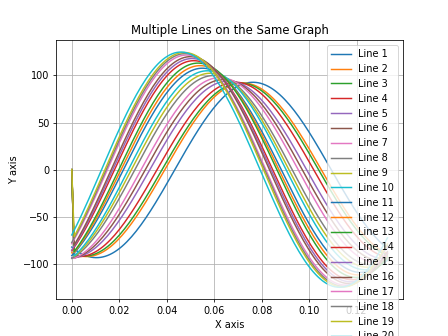 Multiple Lines on the Same Graph
Y axis
100
50
0
−50
−100
0.00
0.02
0.04
0.06
0.08
0.10
X axis
Line 1
Line 2
Line 3
Line 4
Line 5
Line 6
Line 7
Line 8
Line 9
Line 10
Line 11
Line 12
Line 13
Line 14
Line 15
Line 16
Line 17
Line 18
Line 19
Line 20